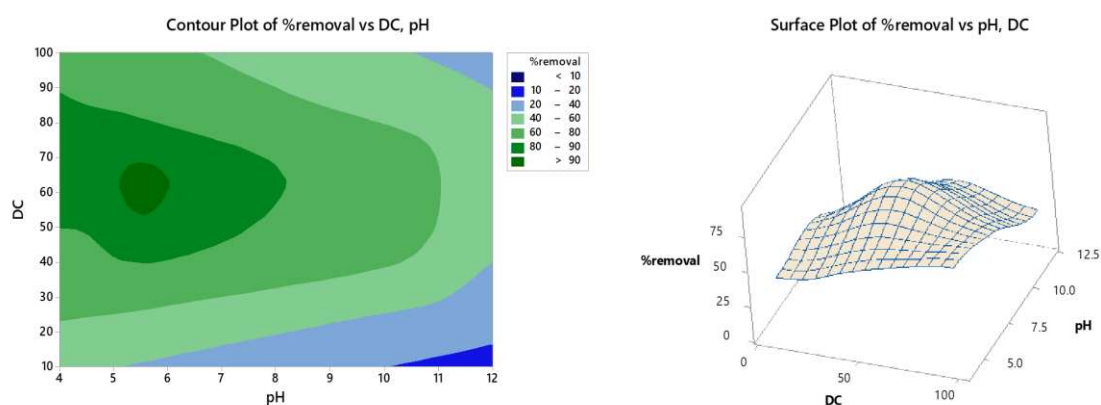 Contour Plot of %removal vs DC, pH
100
90
80
70
60
50
40
30
20
10
DC
4 5 6 7 8 9 10 11 12
pH
%removal
< 10
10 – 20
20 – 40
40 – 60
60 – 80
80 – 90
> 90
Surface Plot of %removal vs pH, DC
%removal
75
50
25
0
0 50 100
DC
5.0
7.5
10.0
12.5
pH